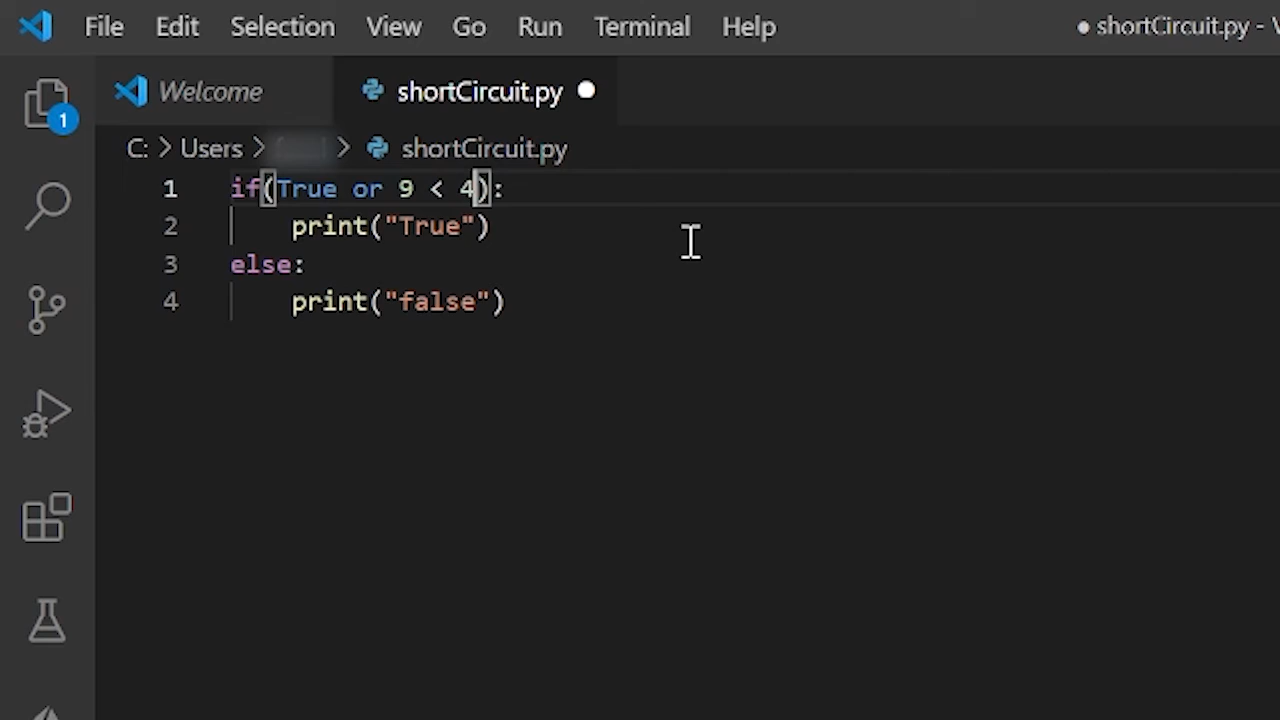 File Edit Selection View Go Run Terminal Help ● shortCircuit.py -
Welcome shortCircuit.py
1
C: > Users > > shortCircuit.py
1 if(True or 9 < 4):
2 print("True")
3 else:
4 print("false")